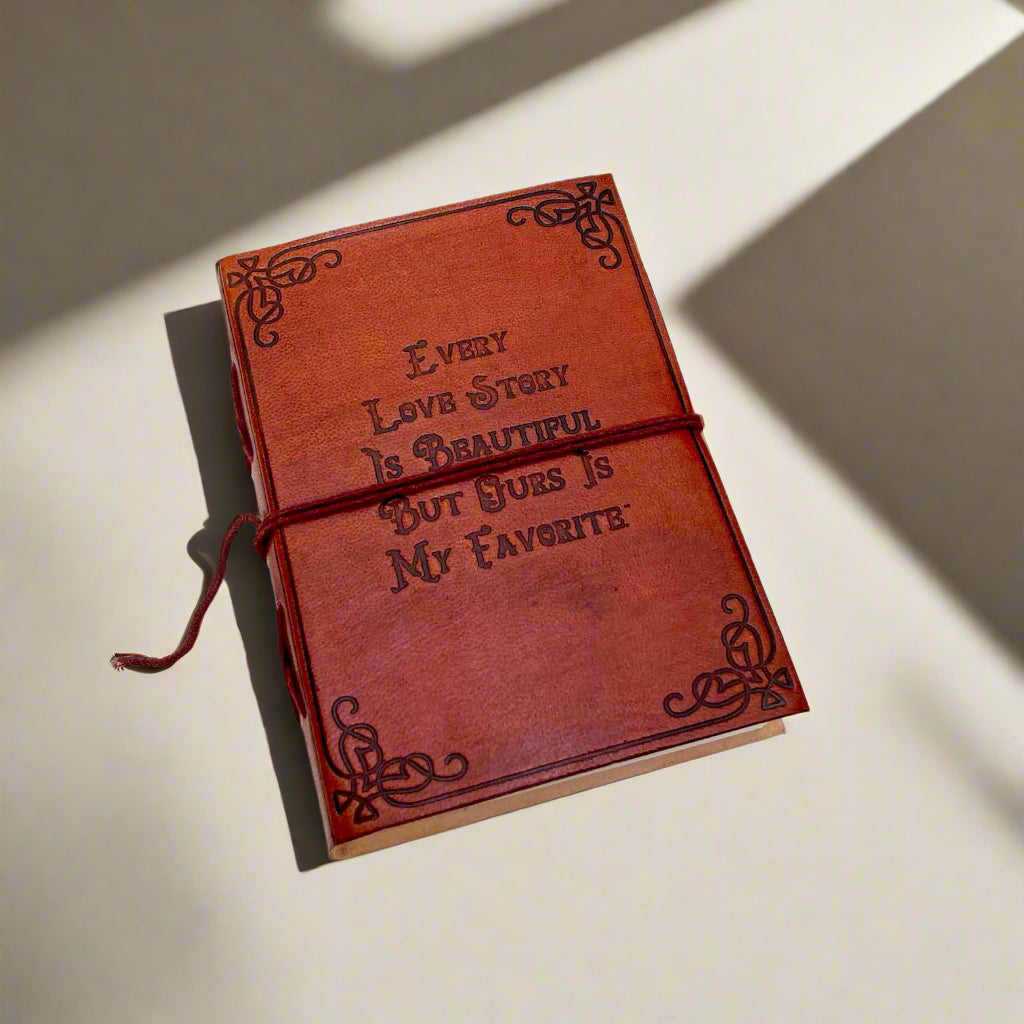 Every
Love Story
Is Beautiful
But Ours Is
My Favorite"